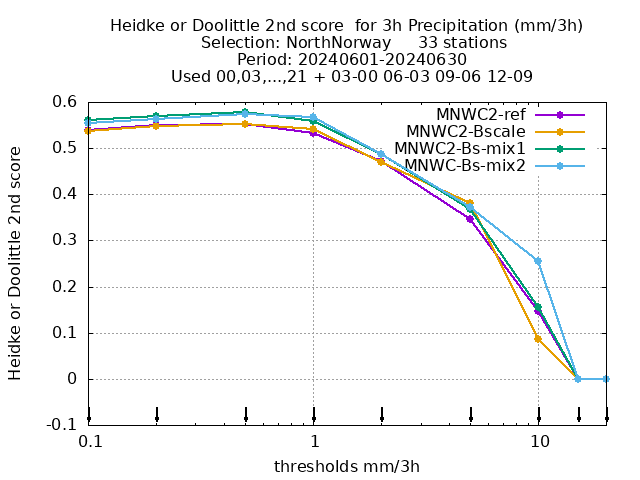 Heidke or Doolittle 2nd score  for 3h Precipitation (mm/3h)
Selection: NorthNorway     33 stations
Period: 20240601-20240630
Used 00,03,...,21 + 03-00 06-03 09-06 12-09
Heidke or Doolittle 2nd score
0.6
0.5
0.4
0.3
0.2
0.1
0
-0.1
MNWC2-ref
MNWC2-Bscale
MNWC2-Bs-mix1
MNWC-Bs-mix2
0.1 1 10
thresholds mm/3h